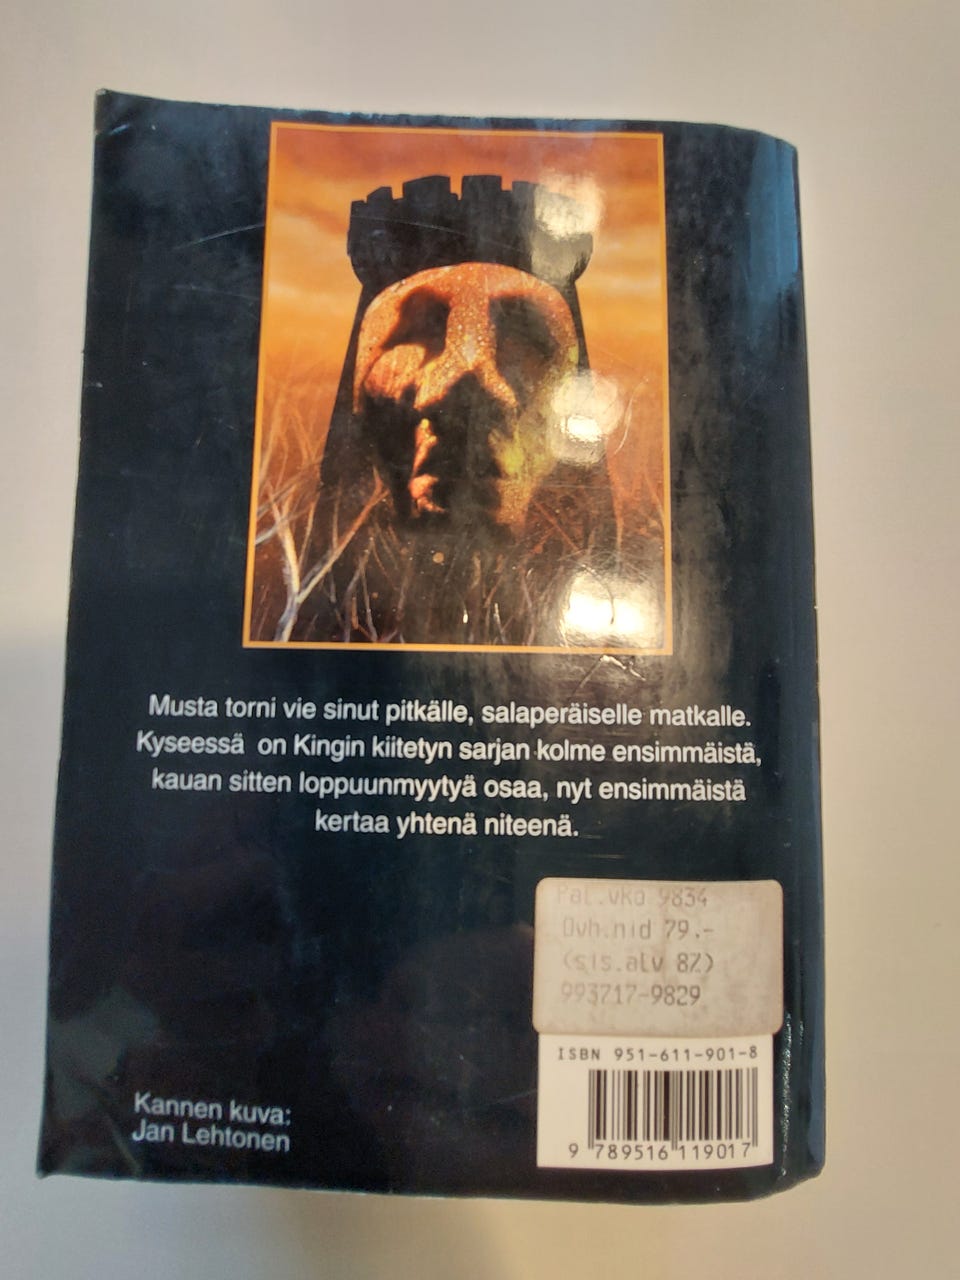 Musta torni vie sinut pitkälle, salaperäiselle matkalle.
Kyseessä on Kingin kiitetyn sarjan kolme ensimmäistä,
kauan sitten loppuunmyytyä osaa, nyt ensimmäistä
kertaa yhtenä niteenä.
Pal.vko 9834
Ovh.nid 79.-
(sis.alv 8%)
993717-9829
ISBN 951-611-901-8
9 789516 119017
Kannen kuva:
Jan Lehtonen